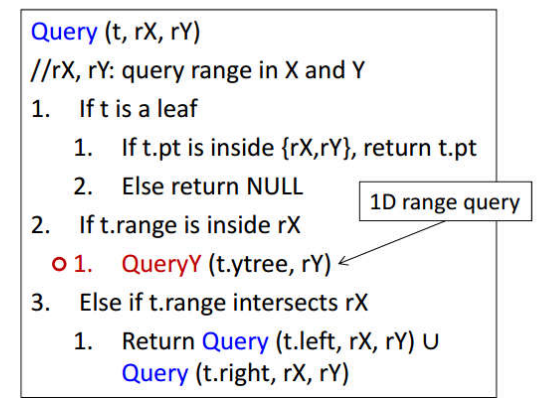 Query (t, rX, rY)
//rX, rY: query range in X and Y
1. If t is a leaf
1. If t.pt is inside {rX,rY}, return t.pt
2. Else return NULL
1D range query
2. If t.range is inside rX
1. QueryY (t.ytree, rY)
3. Else if t.range intersects rX
1. Return Query (t.left, rX, rY) ∪
Query (t.right, rX, rY)